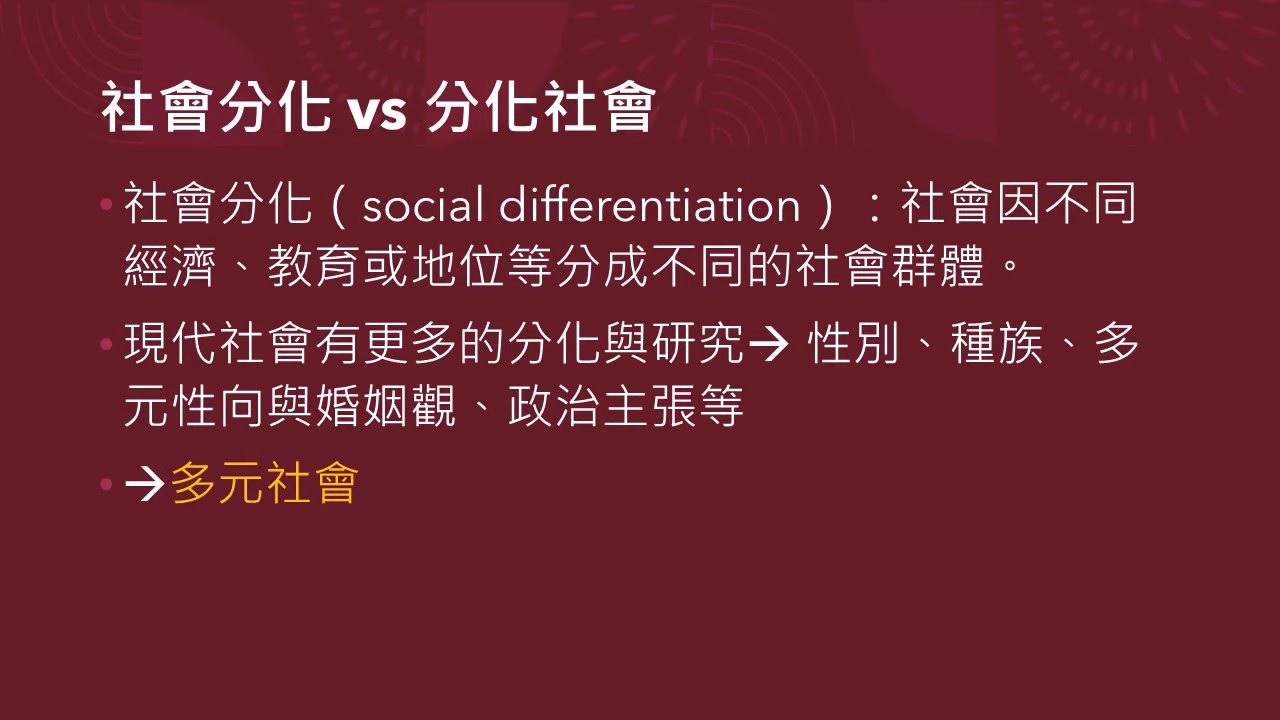 社會分化 vs 分化社會
• 社會分化（social differentiation）：社會因不同
經濟、教育或地位等分成不同的社會群體。
• 現代社會有更多的分化與研究→ 性別、種族、多
元性向與婚姻觀、政治主張等
• →多元社會